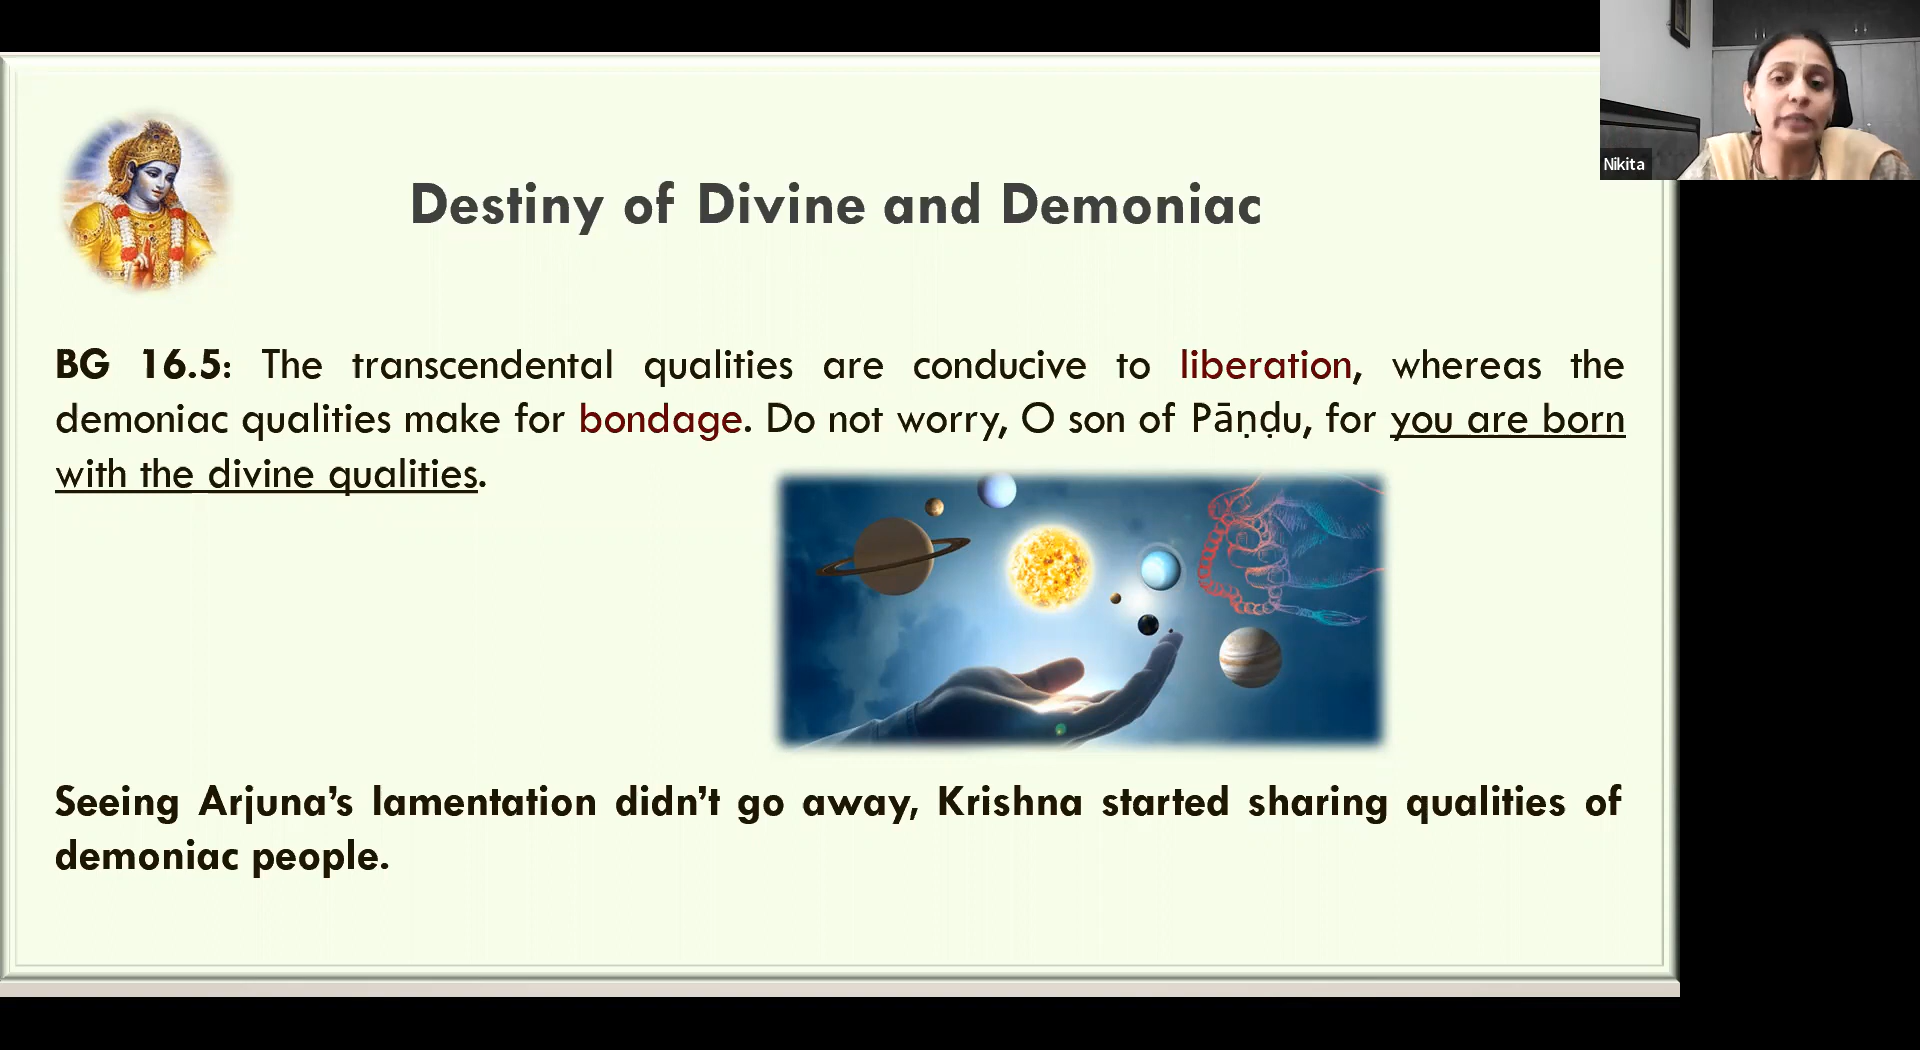 Nikita
Destiny of Divine and Demoniac
BG 16.5: The transcendental qualities are conducive to liberation, whereas the
demoniac qualities make for bondage. Do not worry, O son of Pāṇḍu, for you are born
with the divine qualities.
Seeing Arjuna’s lamentation didn’t go away, Krishna started sharing qualities of
demoniac people.